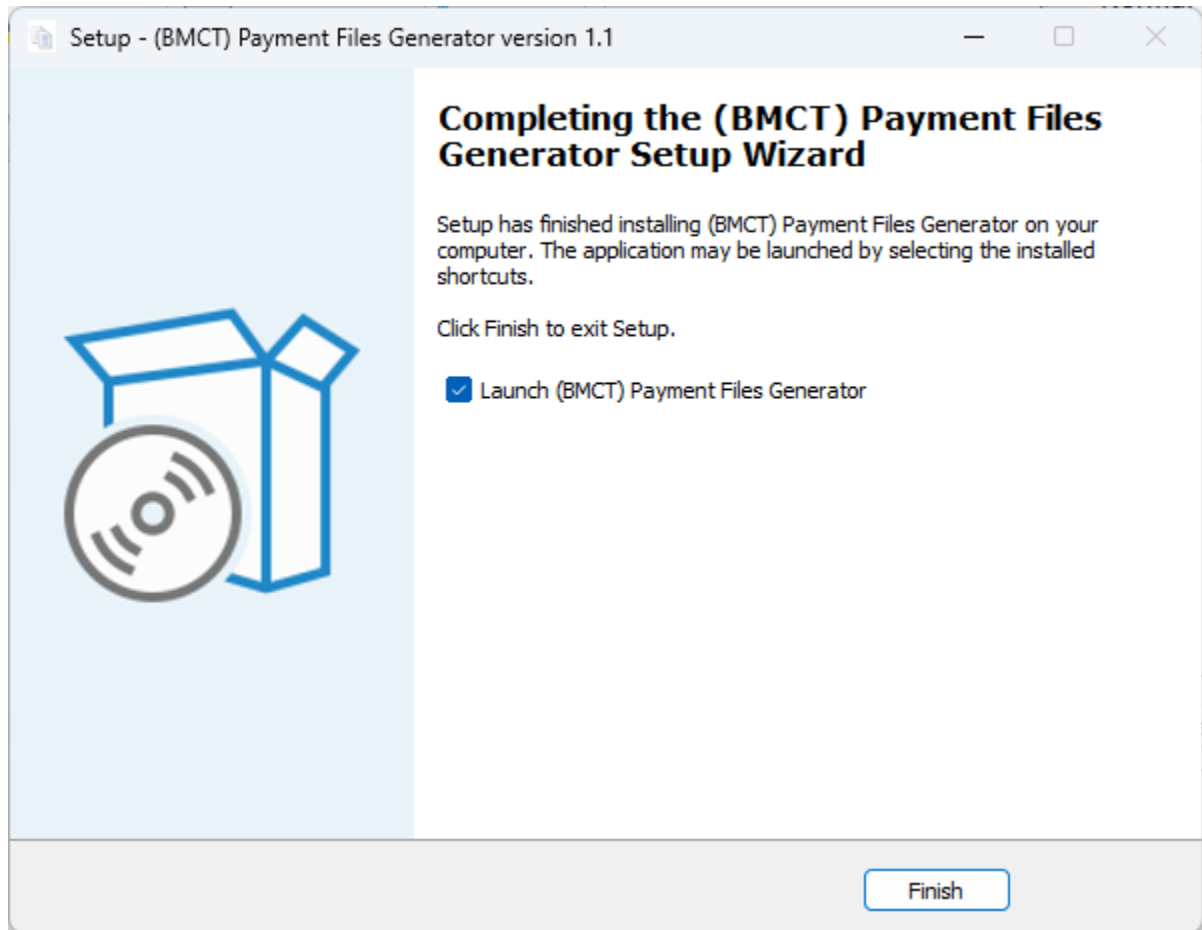 Setup - (BMCT) Payment Files Generator version 1.1
Completing the (BMCT) Payment Files
Generator Setup Wizard
Setup has finished installing (BMCT) Payment Files Generator on your
computer. The application may be launched by selecting the installed
shortcuts.
Click Finish to exit Setup.
Launch (BMCT) Payment Files Generator
Finish